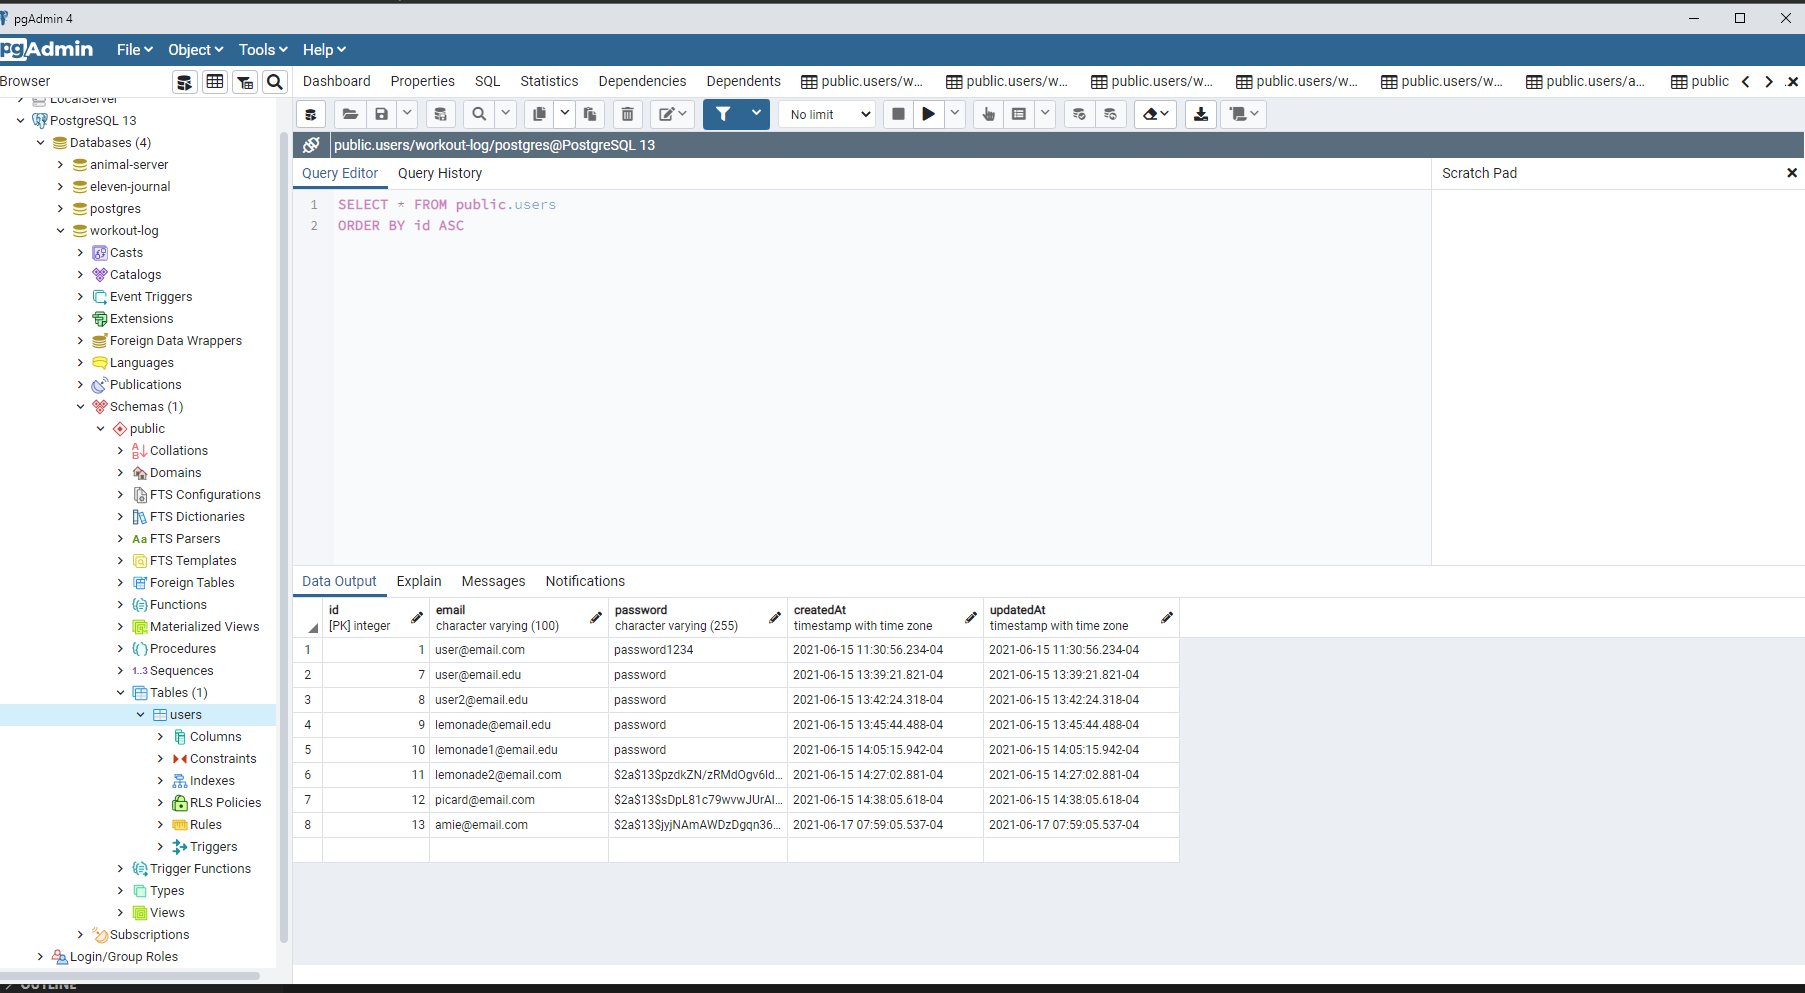 pgAdmin 4
pgAdmin File Object Tools Help
Browser
Dashboard Properties SQL Statistics Dependencies Dependents public.users/w... public.users/w... public.users/w... public.users/w... public.users/w... public.users/a... public
No limit
public.users/workout-log/postgres@PostgreSQL 13
Query Editor Query History
Scratch Pad
1 SELECT * FROM public.users
2 ORDER BY id ASC
LocalServer
PostgreSQL 13
Databases (4)
animal-server
eleven-journal
postgres
workout-log
Casts
Catalogs
Event Triggers
Extensions
Foreign Data Wrappers
Languages
Publications
Schemas (1)
public
Collations
Domains
FTS Configurations
FTS Dictionaries
Aa FTS Parsers
FTS Templates
Foreign Tables
Functions
Materialized Views
Procedures
1..3 Sequences
Tables (1)
users
Columns
Constraints
Indexes
RLS Policies
Rules
Triggers
Trigger Functions
Types
Views
Subscriptions
Login/Group Roles
Data Output Explain Messages Notifications
id email password createdAt updatedAt
[PK] integer character varying (100) character varying (255) timestamp with time zone timestamp with time zone
1 1 user@email.com password1234 2021-06-15 11:30:56.234-04 2021-06-15 11:30:56.234-04
2 7 user@email.edu password 2021-06-15 13:39:21.821-04 2021-06-15 13:39:21.821-04
3 8 user2@email.edu password 2021-06-15 13:42:24.318-04 2021-06-15 13:42:24.318-04
4 9 lemonade@email.edu password 2021-06-15 13:45:44.488-04 2021-06-15 13:45:44.488-04
5 10 lemonade1@email.edu password 2021-06-15 14:05:15.942-04 2021-06-15 14:05:15.942-04
6 11 lemonade2@email.com $2a$13$pzdkZN/zRMdOgv6Id... 2021-06-15 14:27:02.881-04 2021-06-15 14:27:02.881-04
7 12 picard@email.com $2a$13$sDpL81c79wvwJUrAI... 2021-06-15 14:38:05.618-04 2021-06-15 14:38:05.618-04
8 13 amie@email.com $2a$13$jyjNAmAWDzDgqn36... 2021-06-17 07:59:05.537-04 2021-06-17 07:59:05.537-04
OUTLINE